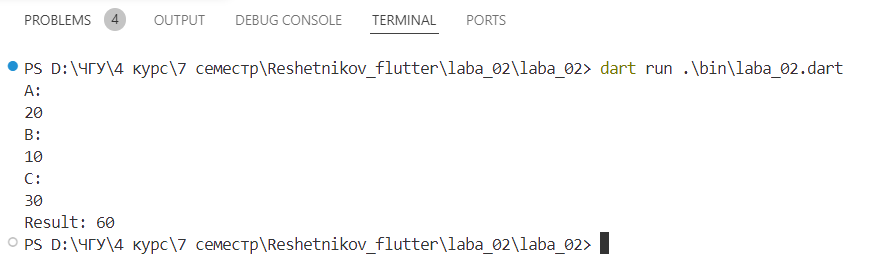 PROBLEMS 4 OUTPUT DEBUG CONSOLE TERMINAL PORTS
PS D:\ЧГУ\4 курс\7 семестр\Reshetnikov_flutter\laba_02\laba_02> dart run .\bin\laba_02.dart
A:
20
B:
10
C:
30
Result: 60
PS D:\ЧГУ\4 курс\7 семестр\Reshetnikov_flutter\laba_02\laba_02>